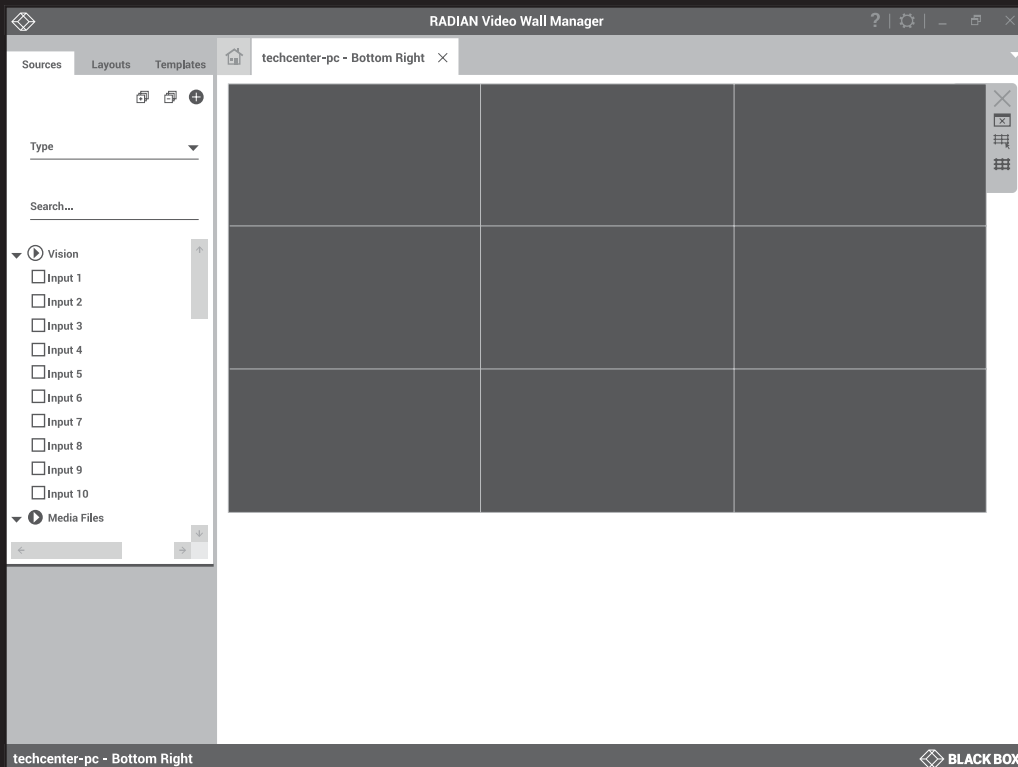 RADIAN Video Wall Manager
?
Sources Layouts Templates
techcenter-pc - Bottom Right
Type
Search...
Vision
Input 1
Input 2
Input 3
Input 4
Input 5
Input 6
Input 7
Input 8
Input 9
Input 10
Media Files
techcenter-pc - Bottom Right
BLACK BOX